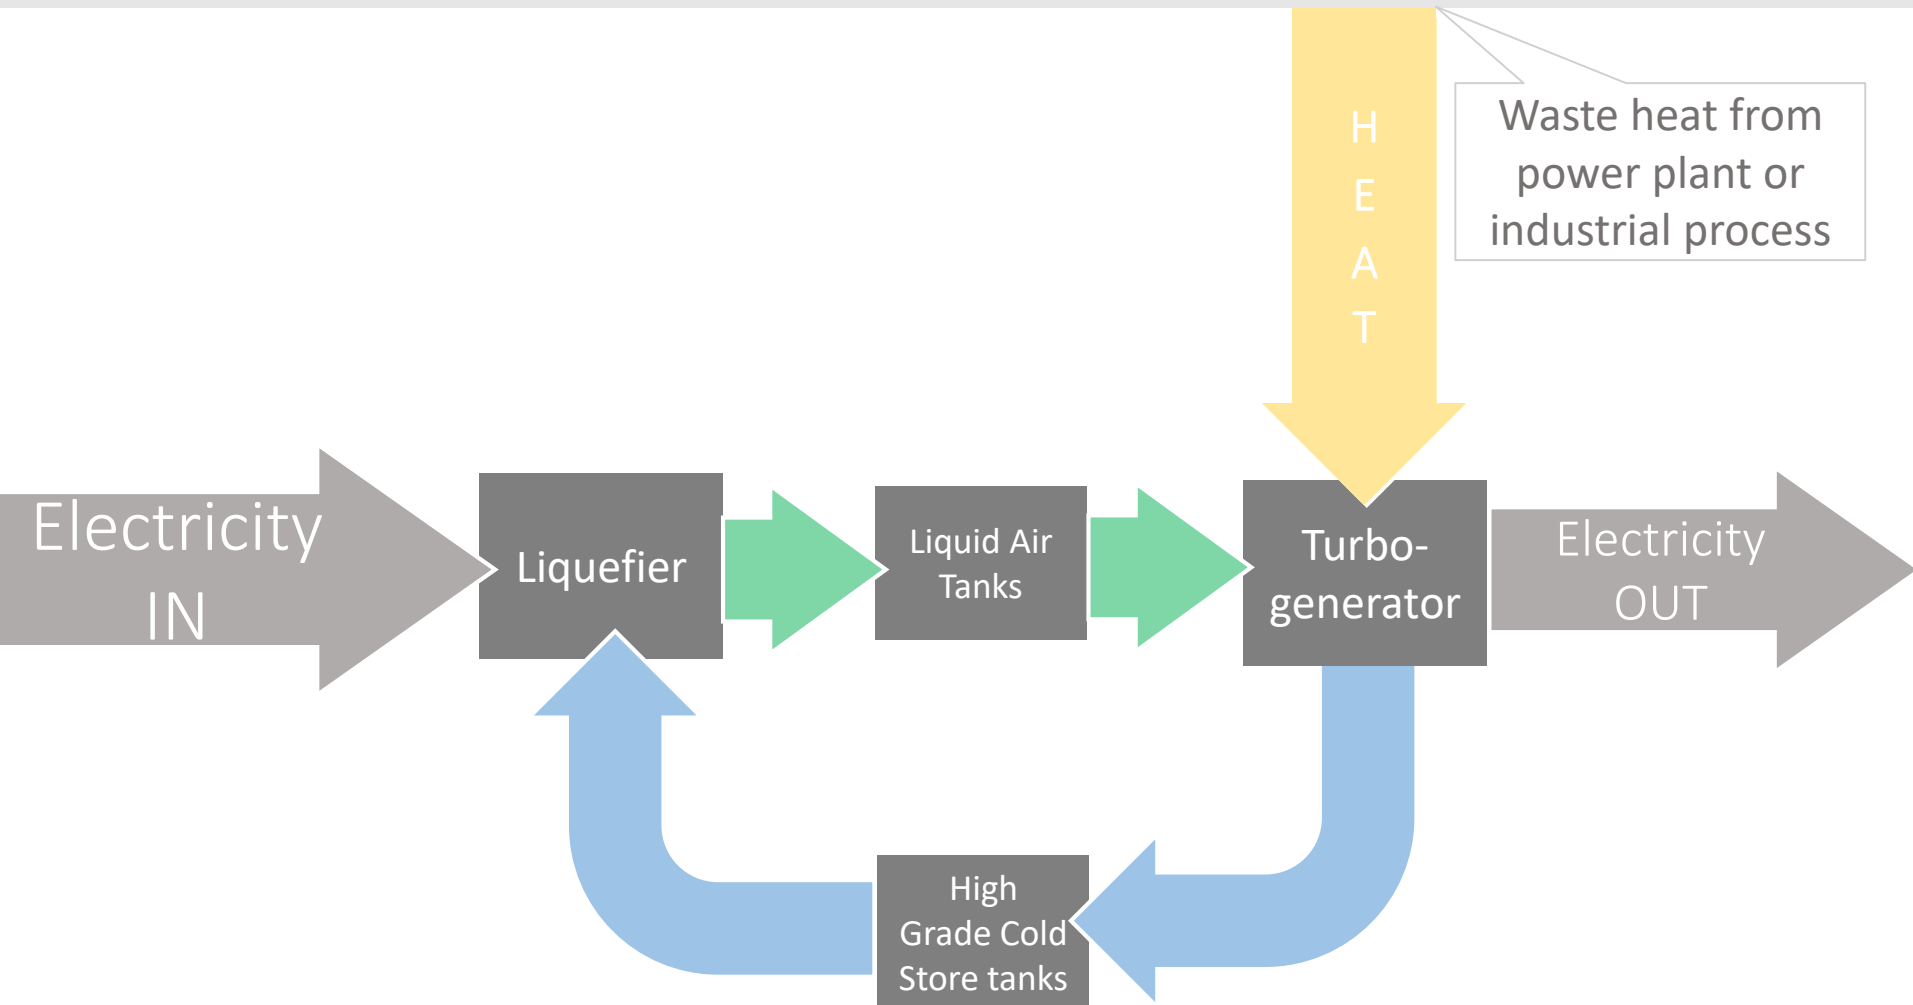 H
E
A
T
Waste heat from
power plant or
industrial process
Electricity
IN
Liquefier
Liquid Air
Tanks
Turbo-
generator
Electricity
OUT
High
Grade Cold
Store tanks